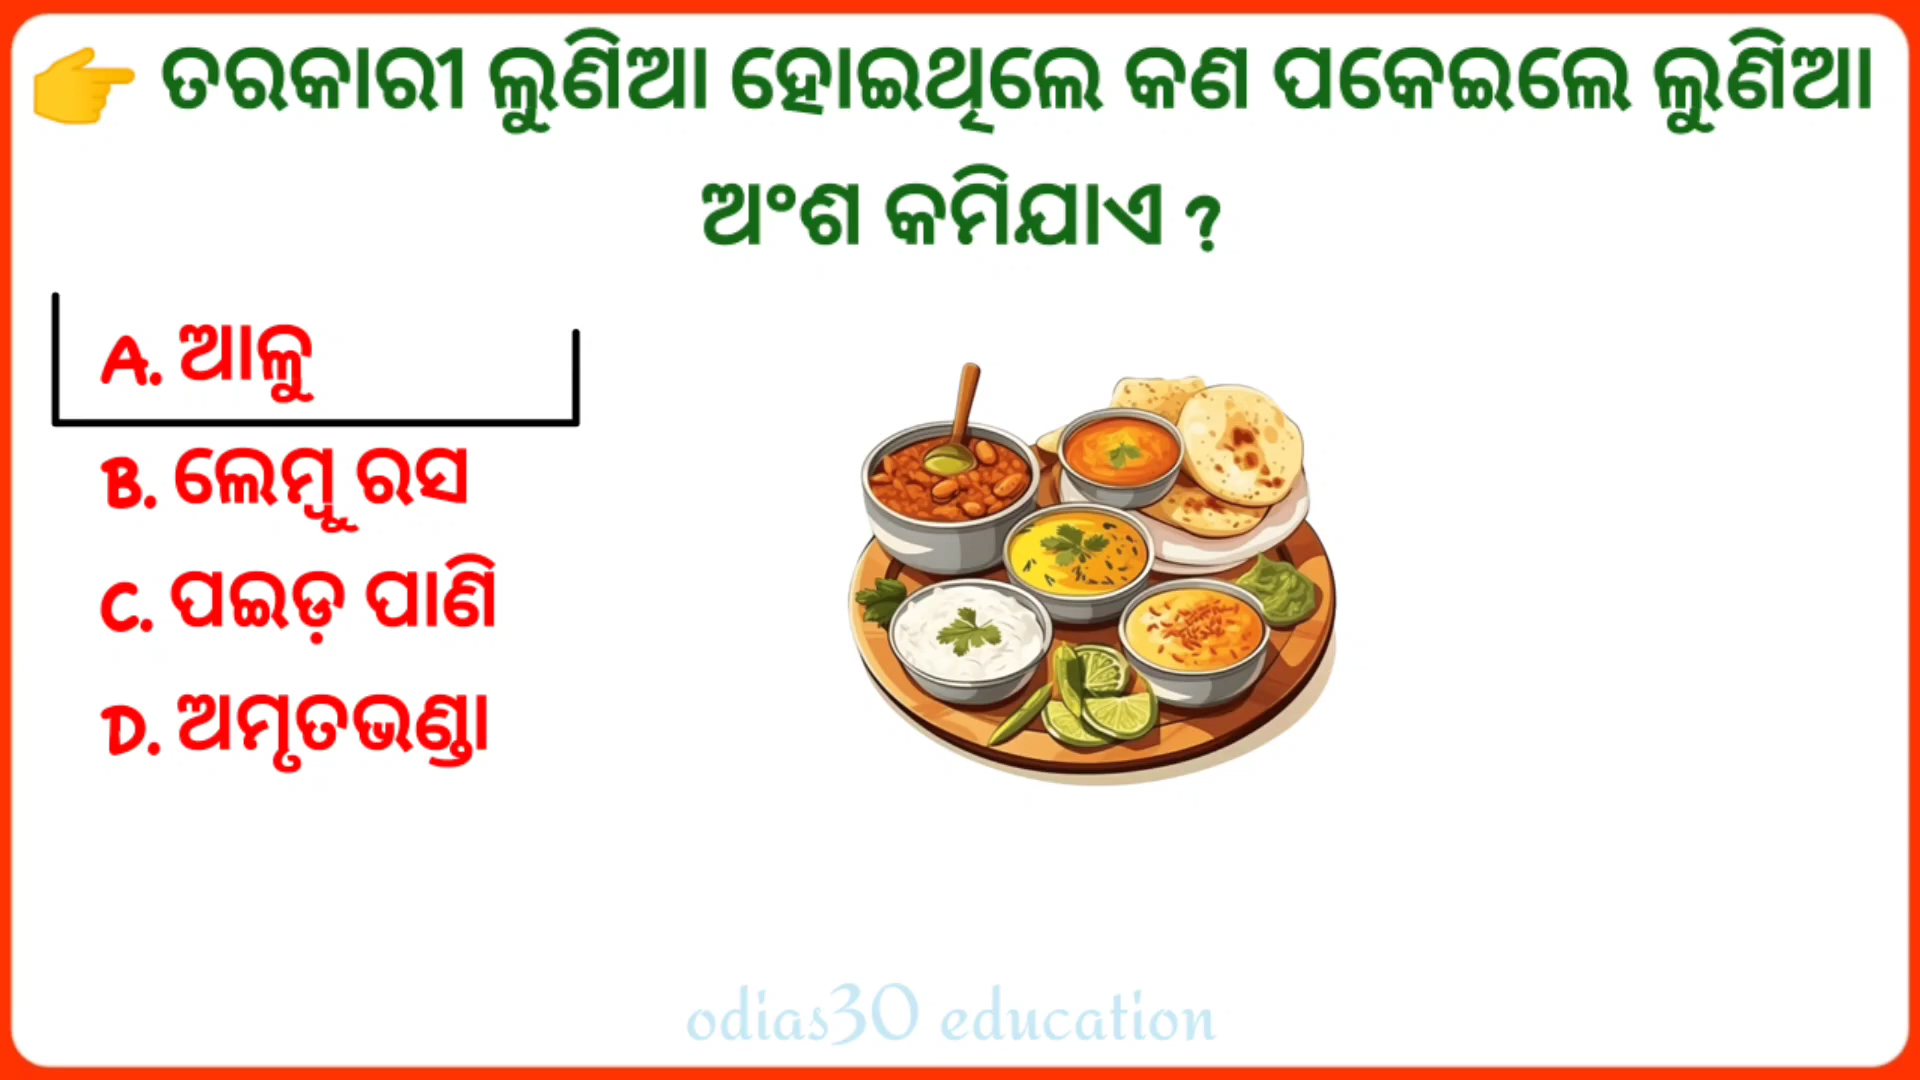 👉 ତରକାରୀ ଲୁଣିଆ ହୋଇଥିଲେ କଣ ପକେଇଲେ ଲୁଣିଆ
ଅଂଶ କମିଯାଏ ?
A. ଆଳୁ
B. ଲେମ୍ବୁ ରସ
C. ପଇଡ଼ ପାଣି
D. ଅମୃତଭଣ୍ଡା
odias30 education